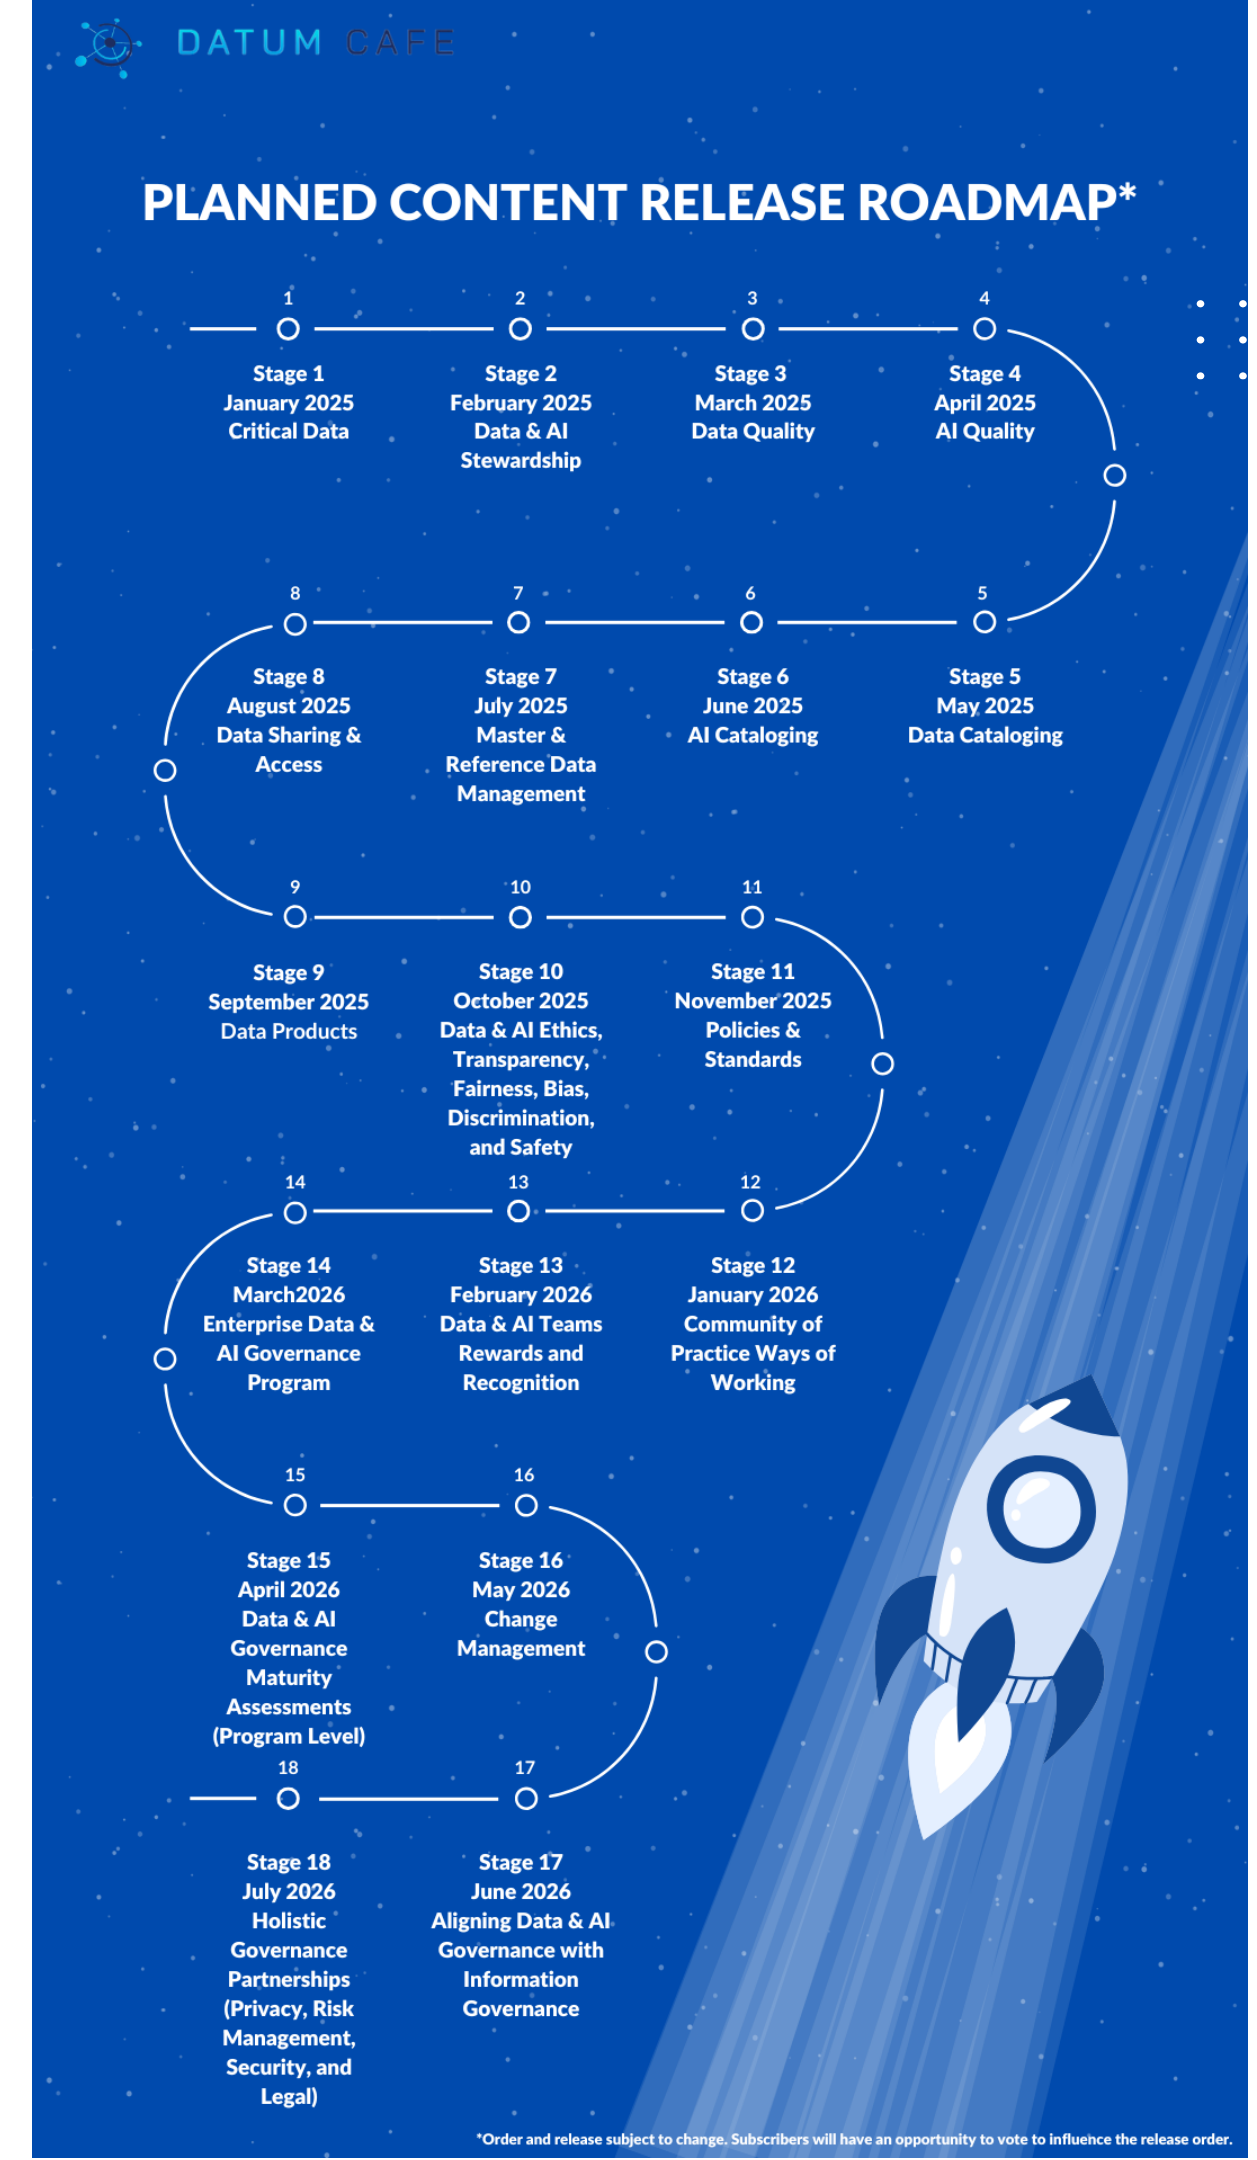 DATUM CAFE
PLANNED CONTENT RELEASE ROADMAP*
1
Stage 1
January 2025
Critical Data
2
Stage 2
February 2025
Data & AI
Stewardship
3
Stage 3
March 2025
Data Quality
4
Stage 4
April 2025
AI Quality
5
Stage 5
May 2025
Data Cataloging
6
Stage 6
June 2025
AI Cataloging
7
Stage 7
July 2025
Master &
Reference Data
Management
8
Stage 8
August 2025
Data Sharing &
Access
9
Stage 9
September 2025
Data Products
10
Stage 10
October 2025
Data & AI Ethics,
Transparency,
Fairness, Bias,
Discrimination,
and Safety
11
Stage 11
November 2025
Policies &
Standards
12
Stage 12
January 2026
Community of
Practice Ways of
Working
13
Stage 13
February 2026
Data & AI Teams
Rewards and
Recognition
14
Stage 14
March2026
Enterprise Data &
AI Governance
Program
15
Stage 15
April 2026
Data & AI
Governance
Maturity
Assessments
(Program Level)
16
Stage 16
May 2026
Change
Management
17
Stage 17
June 2026
Aligning Data & AI
Governance with
Information
Governance
18
Stage 18
July 2026
Holistic
Governance
Partnerships
(Privacy, Risk
Management,
Security, and
Legal)
*Order and release subject to change. Subscribers will have an opportunity to vote to influence the release order.